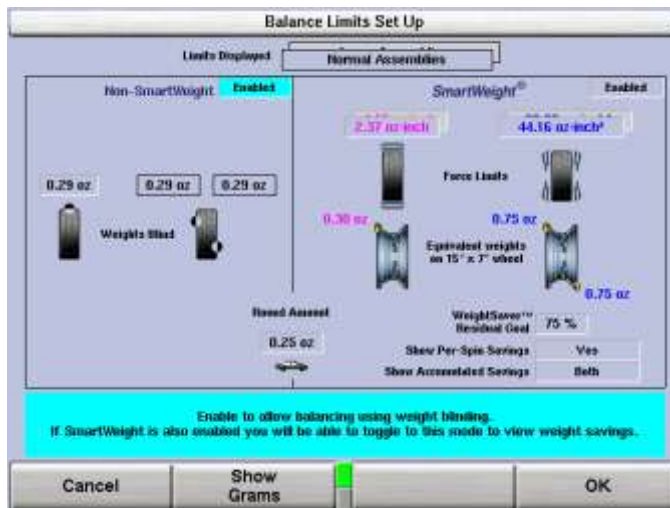 Balance Limits Set Up
Limits Displayed
Normal Assemblies
Non-SmartWeight Enabled
SmartWeight® Enabled
2.37 oz-inch
44.16 oz-inch²
0.29 oz 0.29 oz 0.29 oz
Force Limits
Weights Blind
0.30 oz
0.75 oz
Equivalent weights
on 15" x 7" wheel
0.75 oz
Round Amount
0.25 oz
WeightSaver™
Residual Goal 75 %
Show Per-Spin Savings Yes
Show Accumulated Savings Both
Enable to allow balancing using weight blinding.
If SmartWeight is also enabled you will be able to toggle to this mode to view weight savings.
Cancel
Show
Grams
OK